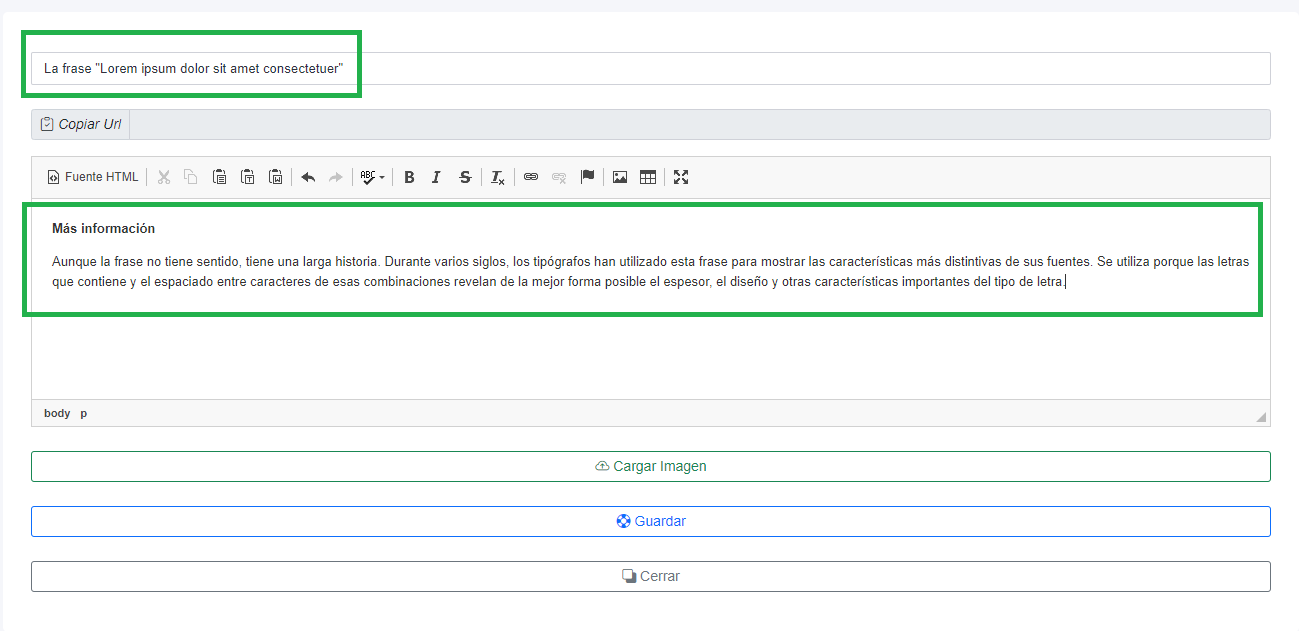 La frase "Lorem ipsum dolor sit amet consectetuer"
Copiar Url
Fuente HTML ABC B I S Tx
Más información
Aunque la frase no tiene sentido, tiene una larga historia. Durante varios siglos, los tipógrafos han utilizado esta frase para mostrar las características más distintivas de sus fuentes. Se utiliza porque las letras
que contiene y el espaciado entre caracteres de esas combinaciones revelan de la mejor forma posible el espesor, el diseño y otras características importantes del tipo de letra.
body p
Cargar Imagen
Guardar
Cerrar